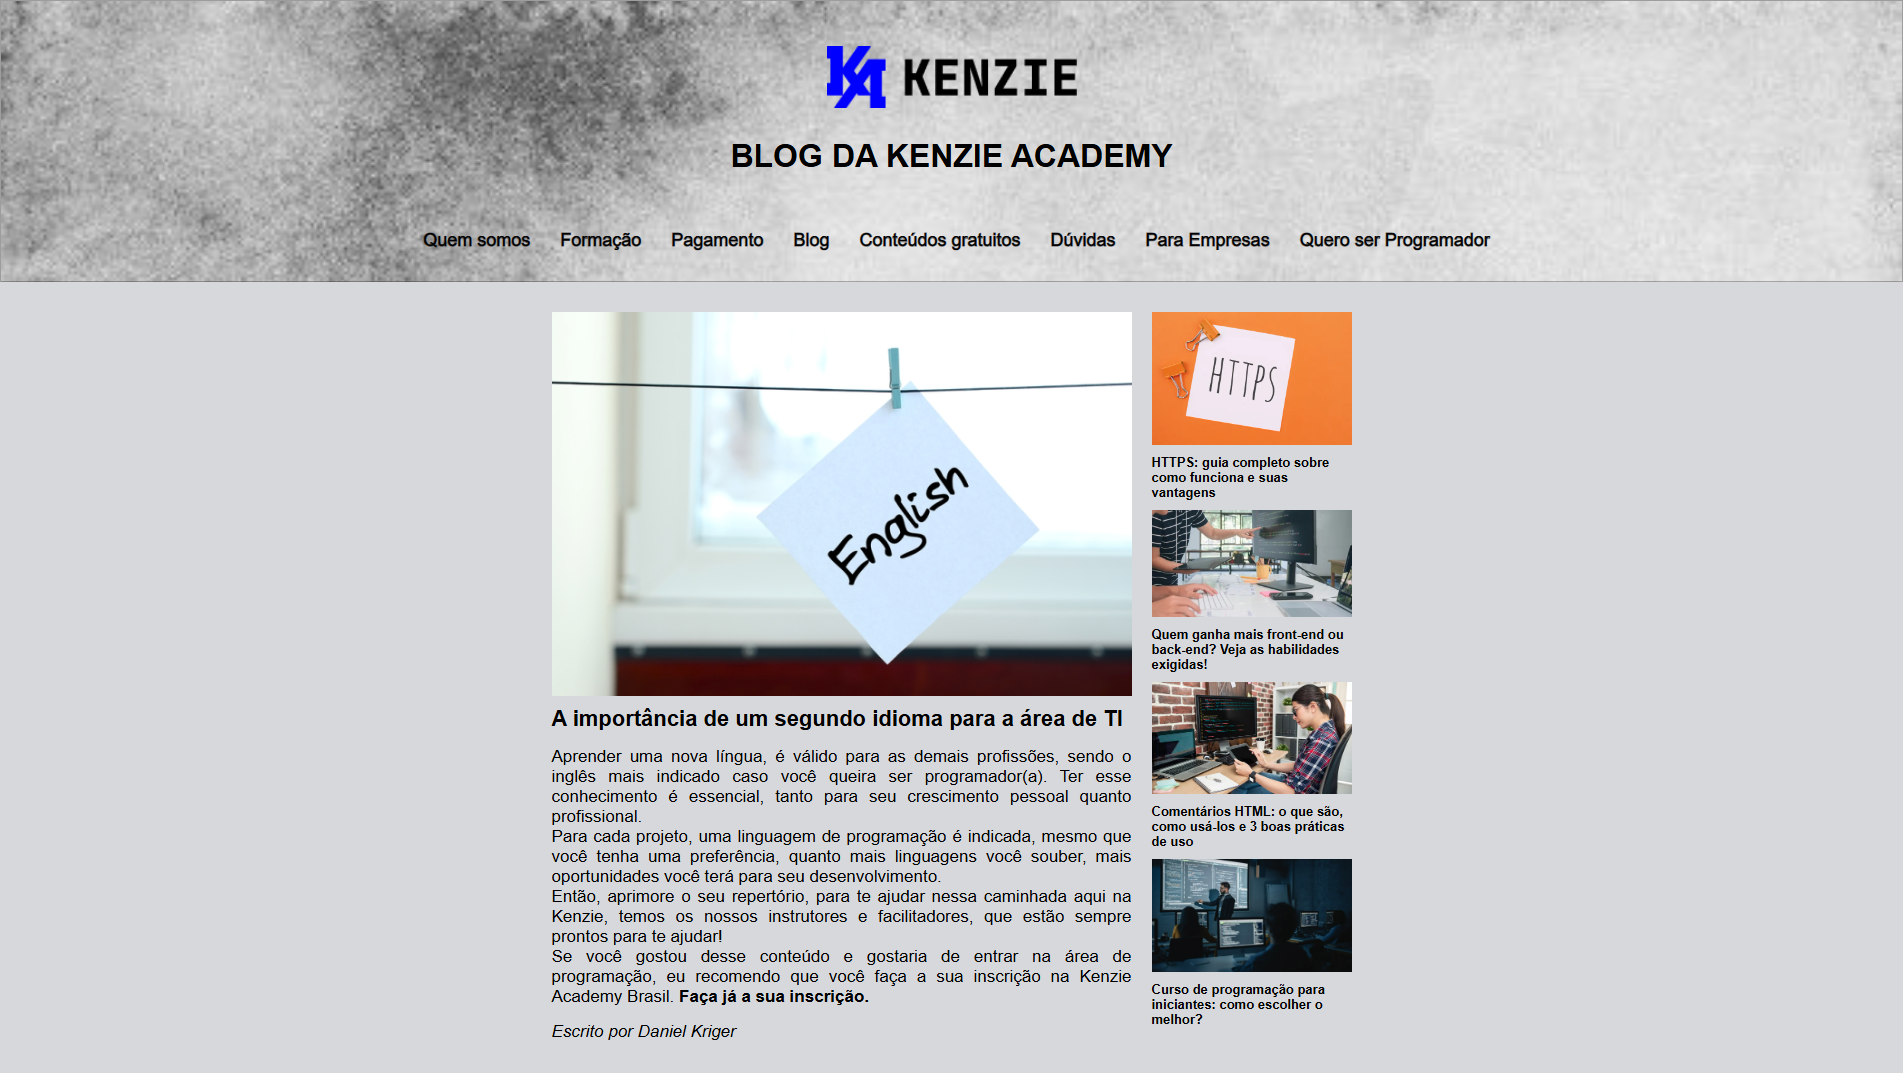 KA KENZIE
BLOG DA KENZIE ACADEMY
Quem somos Formação Pagamento Blog Conteúdos gratuitos Dúvidas Para Empresas Quero ser Programador
English
A importância de um segundo idioma para a área de TI
Aprender uma nova língua, é válido para as demais profissões, sendo o
inglês mais indicado caso você queira ser programador(a). Ter esse
conhecimento é essencial, tanto para seu crescimento pessoal quanto
profissional.
Para cada projeto, uma linguagem de programação é indicada, mesmo que
você tenha uma preferência, quanto mais linguagens você souber, mais
oportunidades você terá para seu desenvolvimento.
Então, aprimore o seu repertório, para te ajudar nessa caminhada aqui na
Kenzie, temos os nossos instrutores e facilitadores, que estão sempre
prontos para te ajudar!
Se você gostou desse conteúdo e gostaria de entrar na área de
programação, eu recomendo que você faça a sua inscrição na Kenzie
Academy Brasil. Faça já a sua inscrição.
Escrito por Daniel Kriger
HTTPS
HTTPS: guia completo sobre
como funciona e suas
vantagens
Quem ganha mais front-end ou
back-end? Veja as habilidades
exigidas!
Comentários HTML: o que são,
como usá-los e 3 boas práticas
de uso
Curso de programação para
iniciantes: como escolher o
melhor?